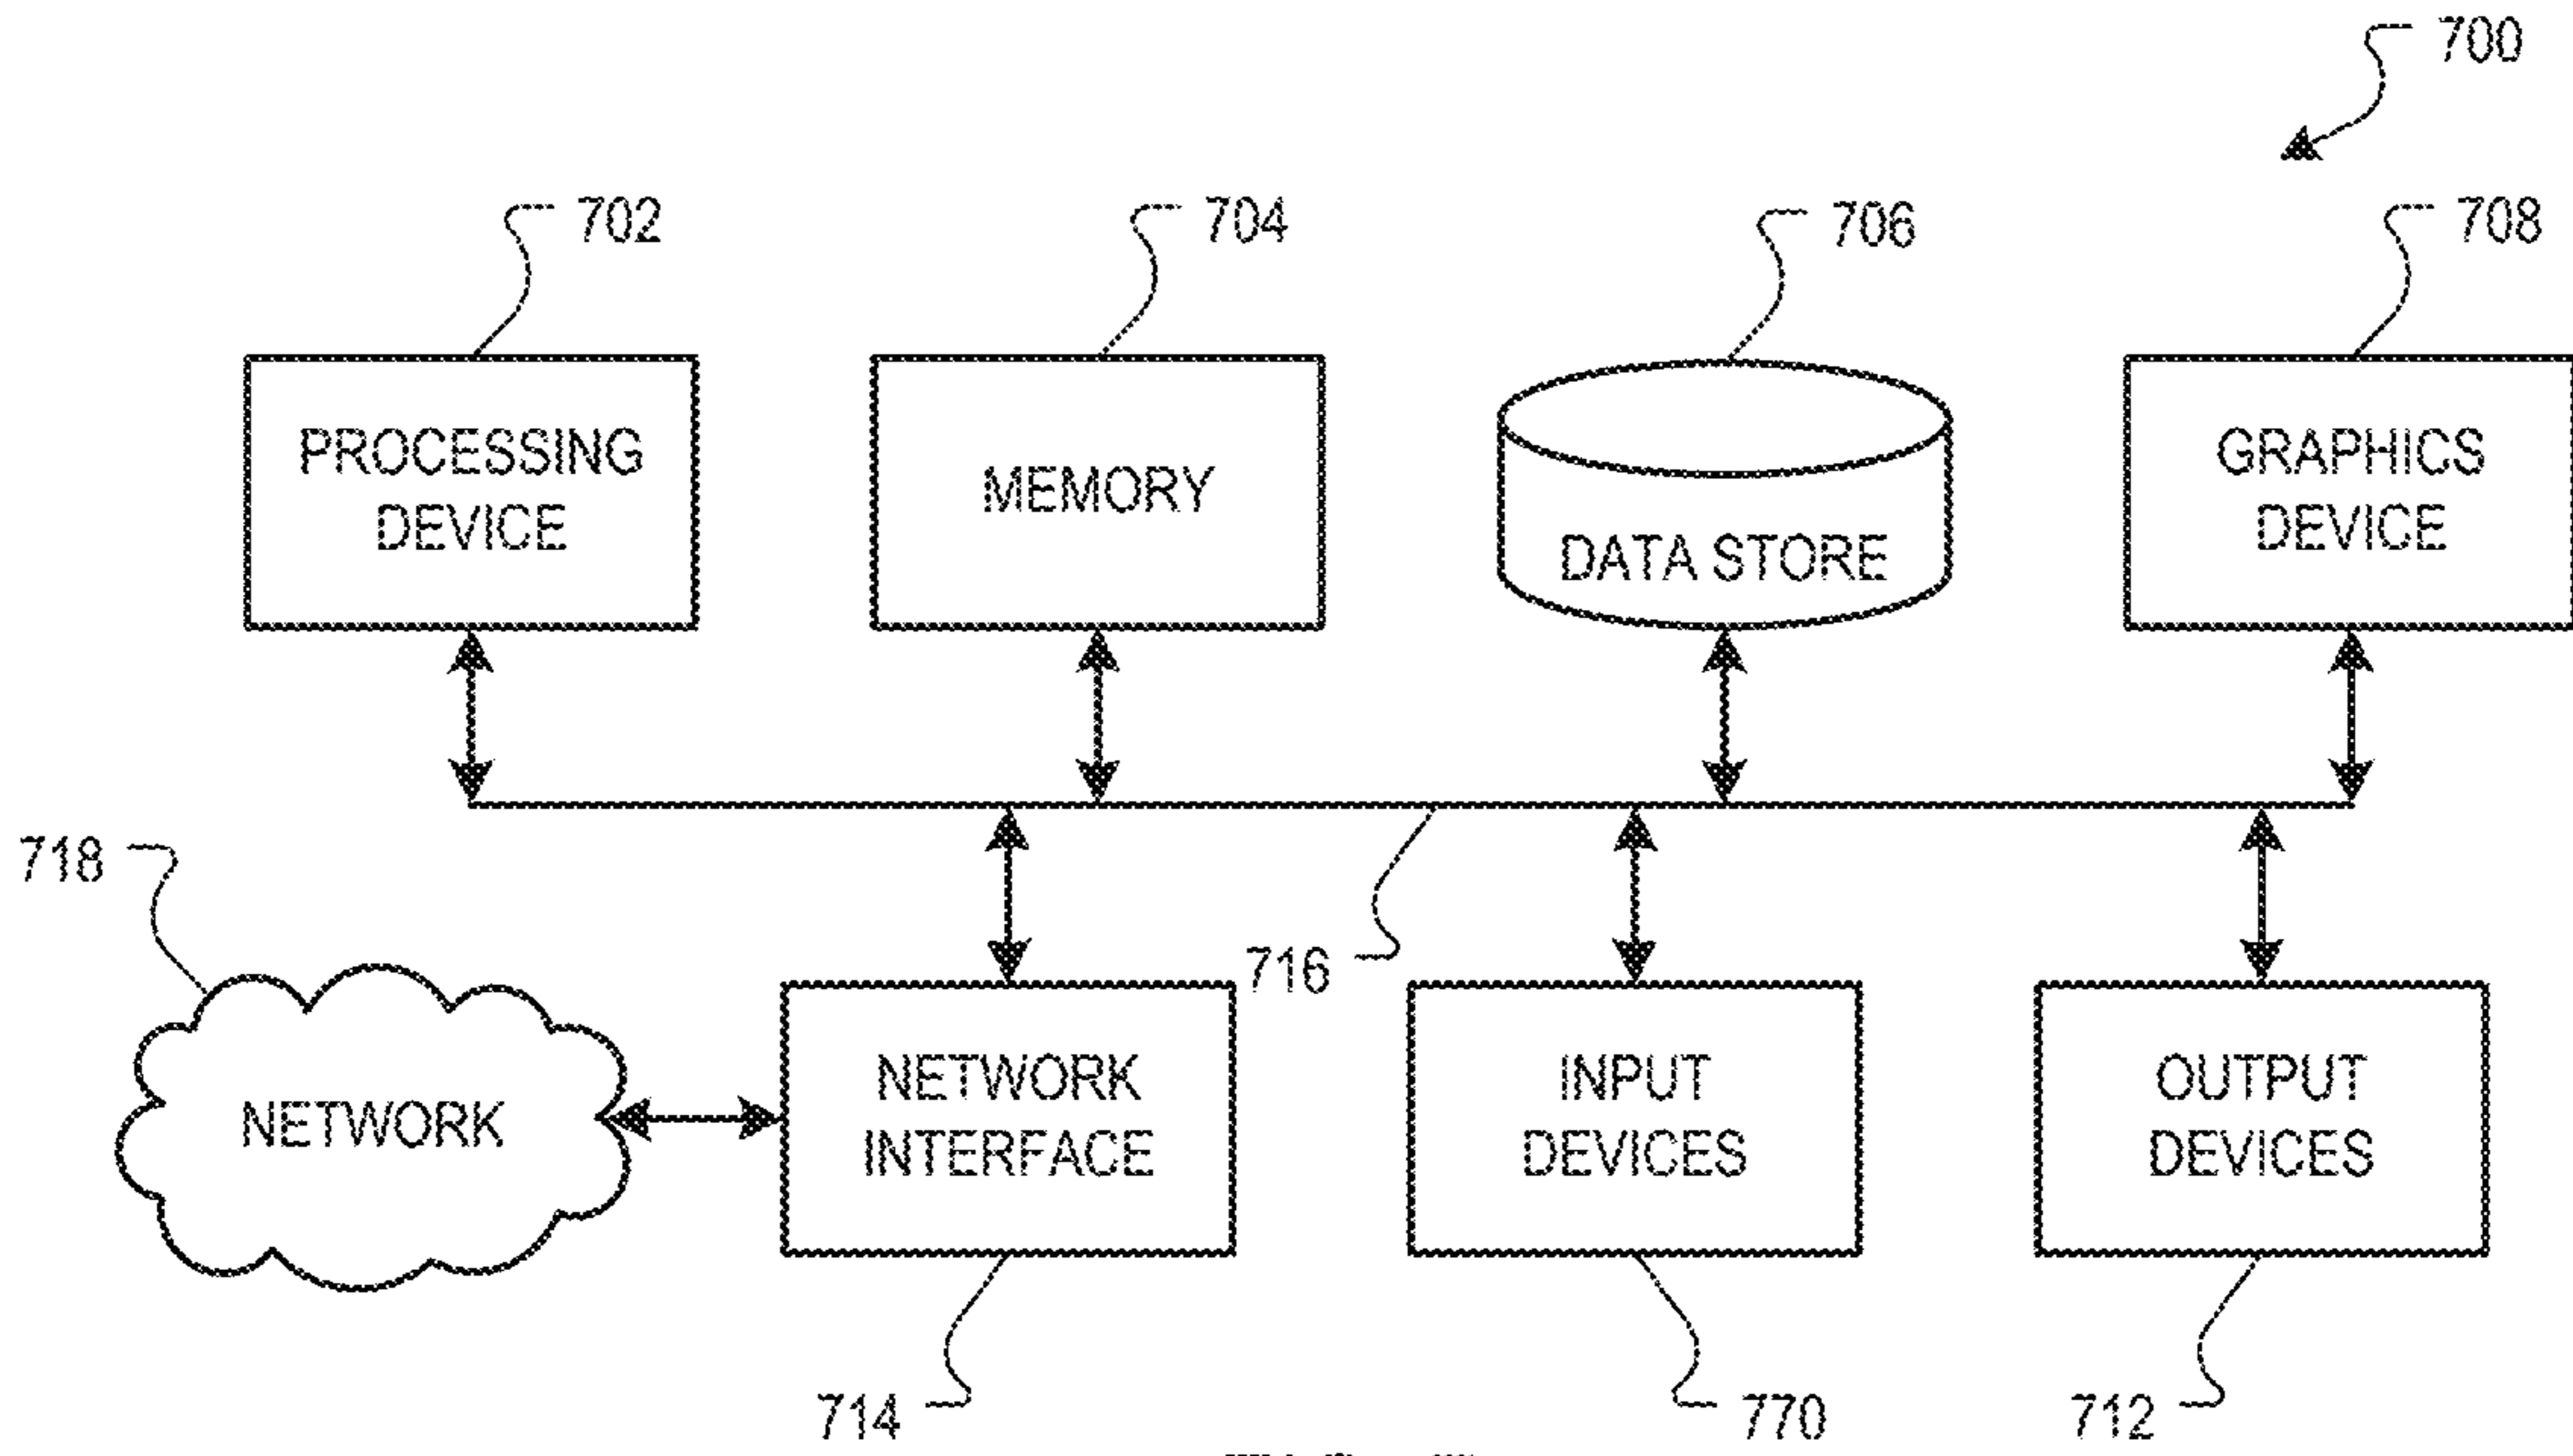 700
702
704
706
708
PROCESSING
DEVICE
MEMORY
DATA STORE
GRAPHICS
DEVICE
718
716
NETWORK
NETWORK
INTERFACE
INPUT
DEVICES
OUTPUT
DEVICES
714
770
712